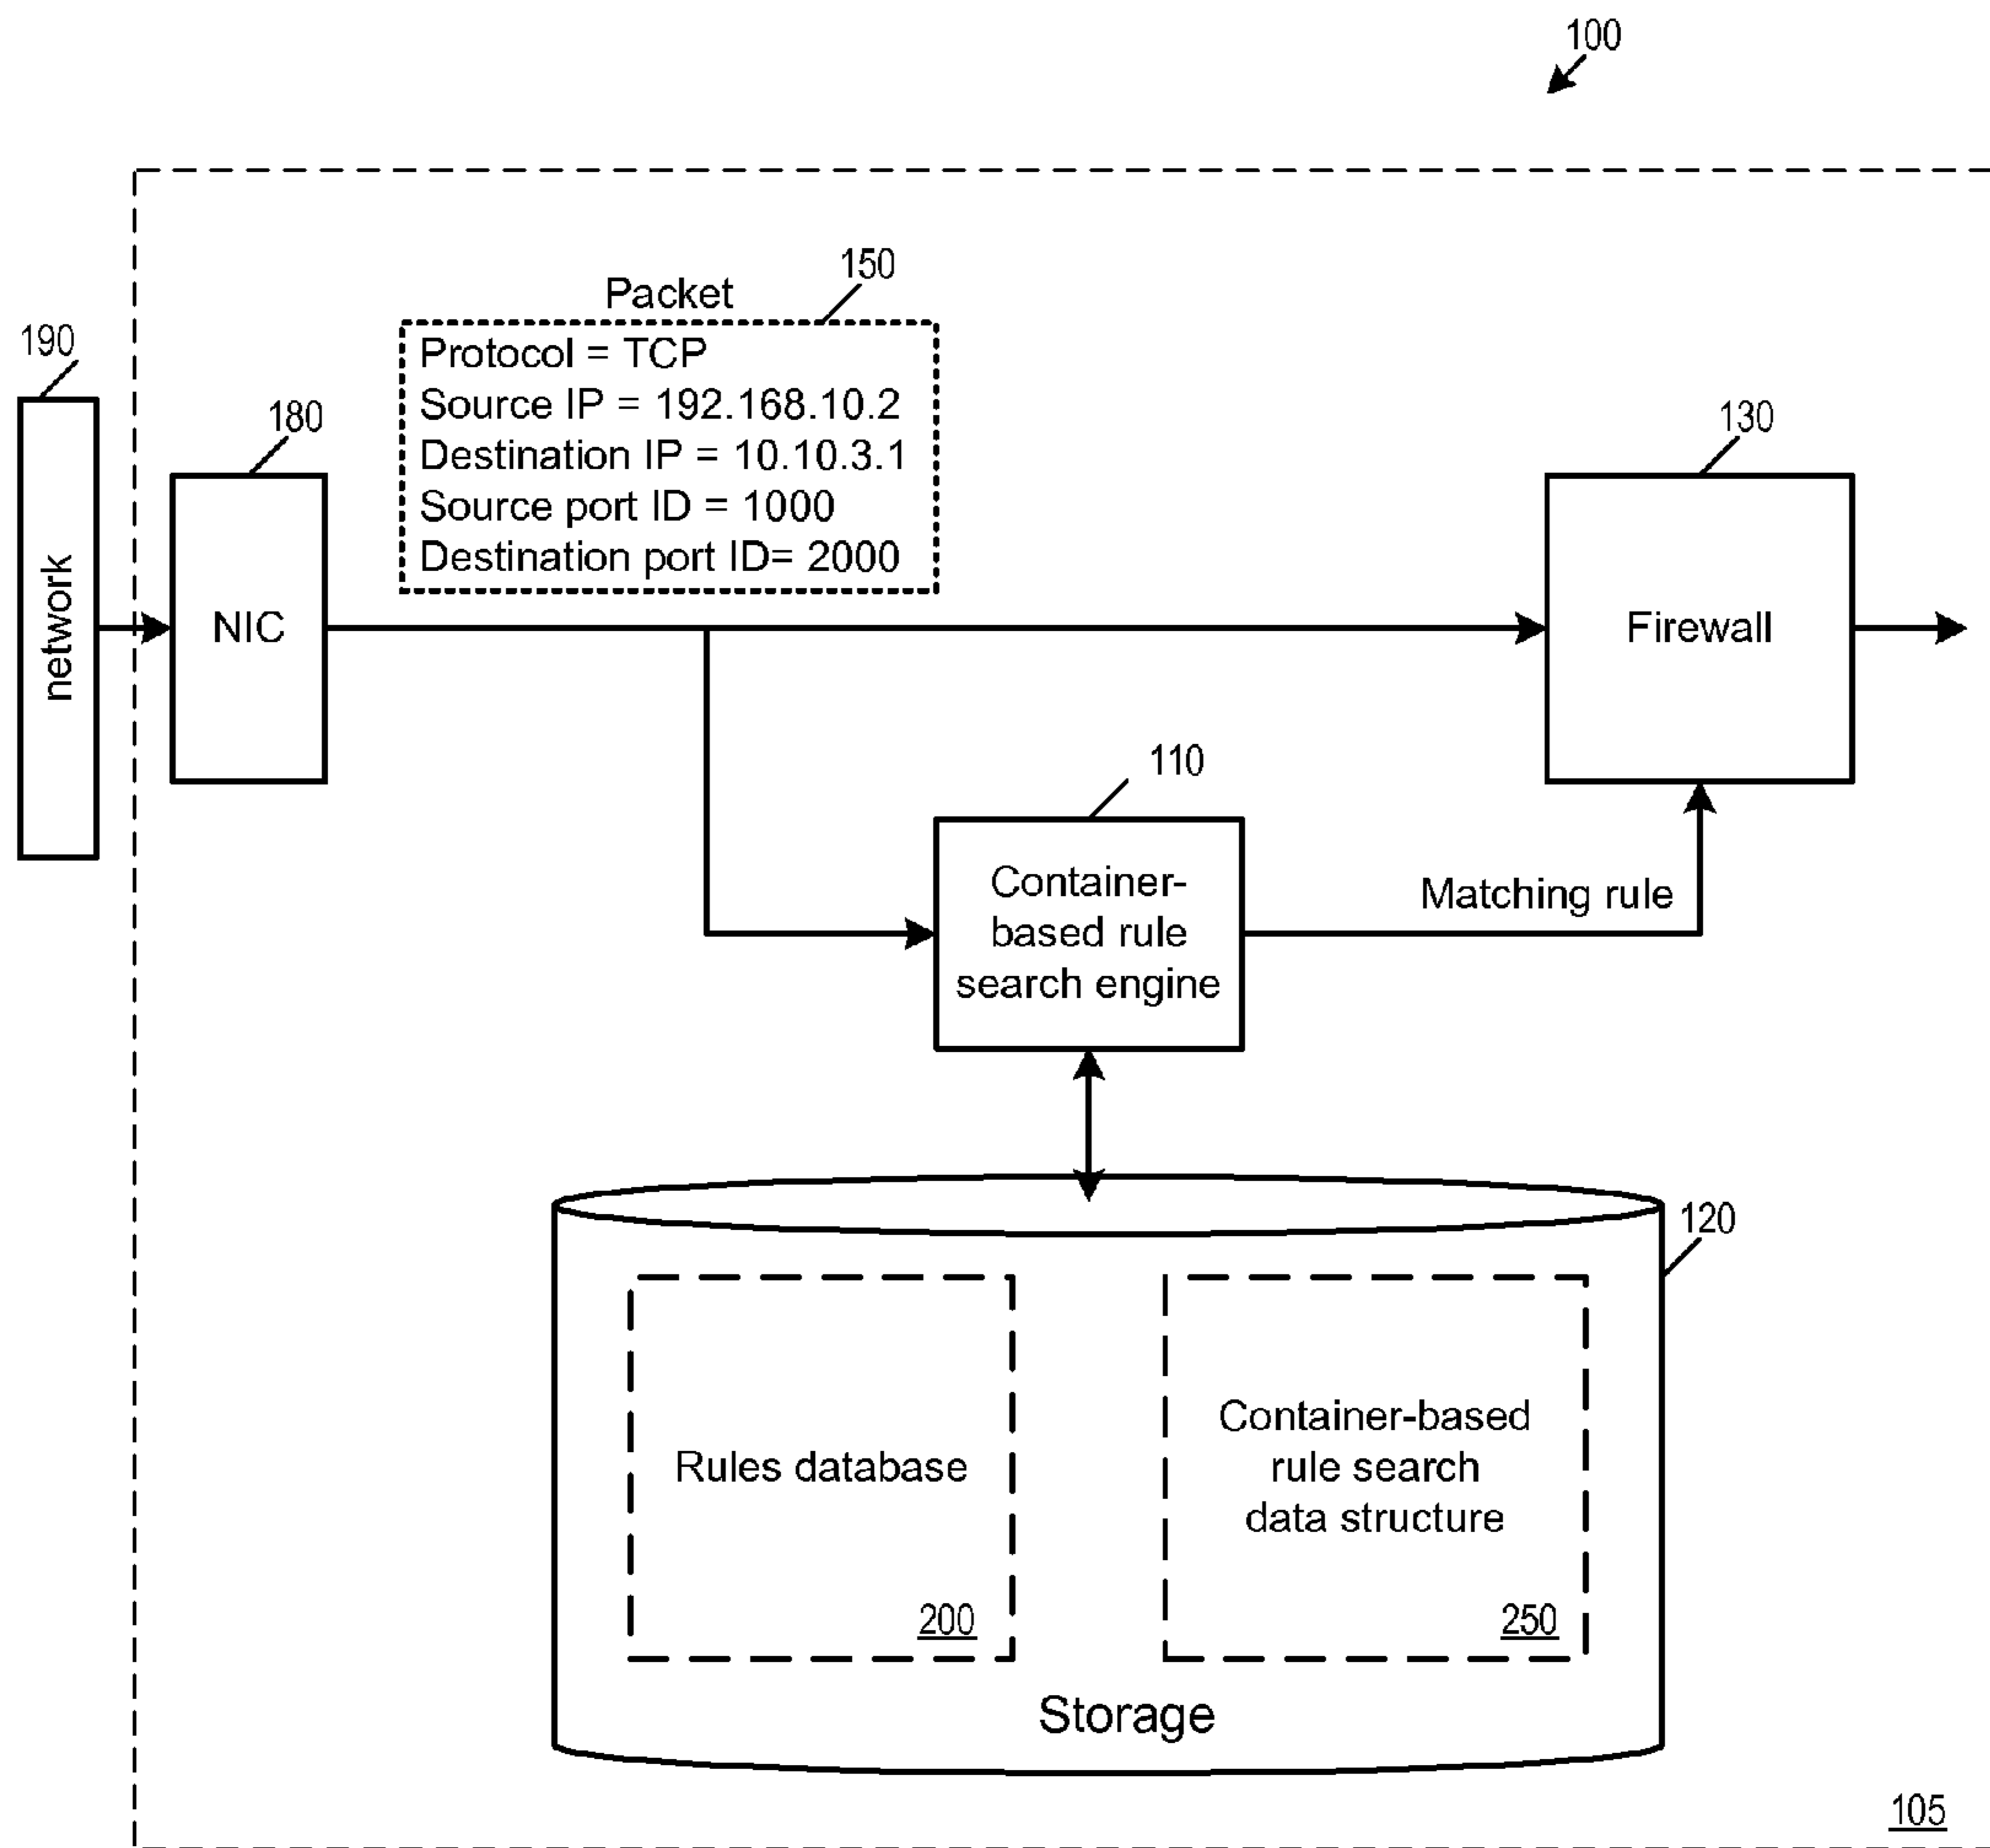 100
Packet
150
Protocol = TCP
Source IP = 192.168.10.2
Destination IP = 10.10.3.1
Source port ID = 1000
Destination port ID= 2000
190
network
180
NIC
130
Firewall
110
Container-
based rule
search engine
Matching rule
120
Rules database
200
Container-based
rule search
data structure
250
Storage
105